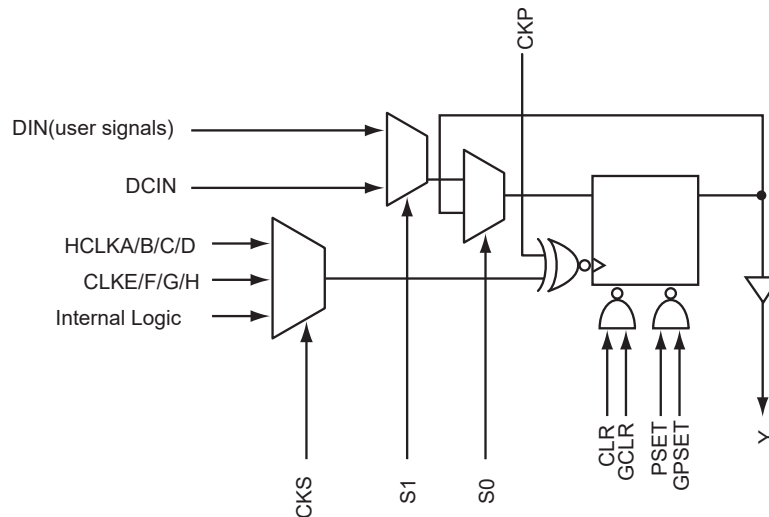 CKP
DIN(user signals)
DCIN
HCLKA/B/C/D
CLKE/F/G/H
Internal Logic
CKS
S1
S0
CLR
GCLR
PSET
GPSET
Y